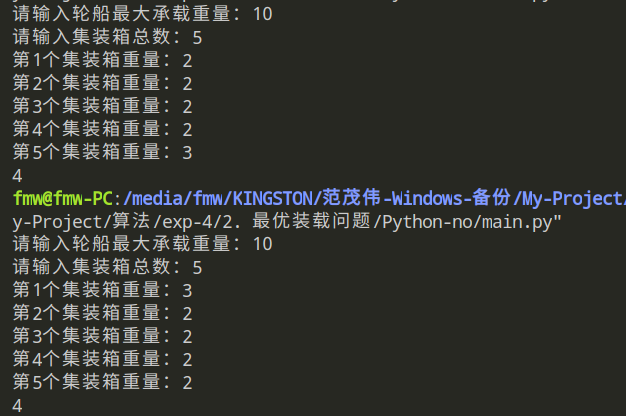 请输入轮船最大承载重量：10
请输入集装箱总数：5
第1个集装箱重量：2
第2个集装箱重量：2
第3个集装箱重量：2
第4个集装箱重量：2
第5个集装箱重量：3
4
fmw@fmw-PC:/media/fmw/KINGSTON/范茂伟-Windows-备份/My-Project/
y-Project/算法/exp-4/2. 最优装载问题/Python-no/main.py"
请输入轮船最大承载重量：10
请输入集装箱总数：5
第1个集装箱重量：3
第2个集装箱重量：2
第3个集装箱重量：2
第4个集装箱重量：2
第5个集装箱重量：2
4